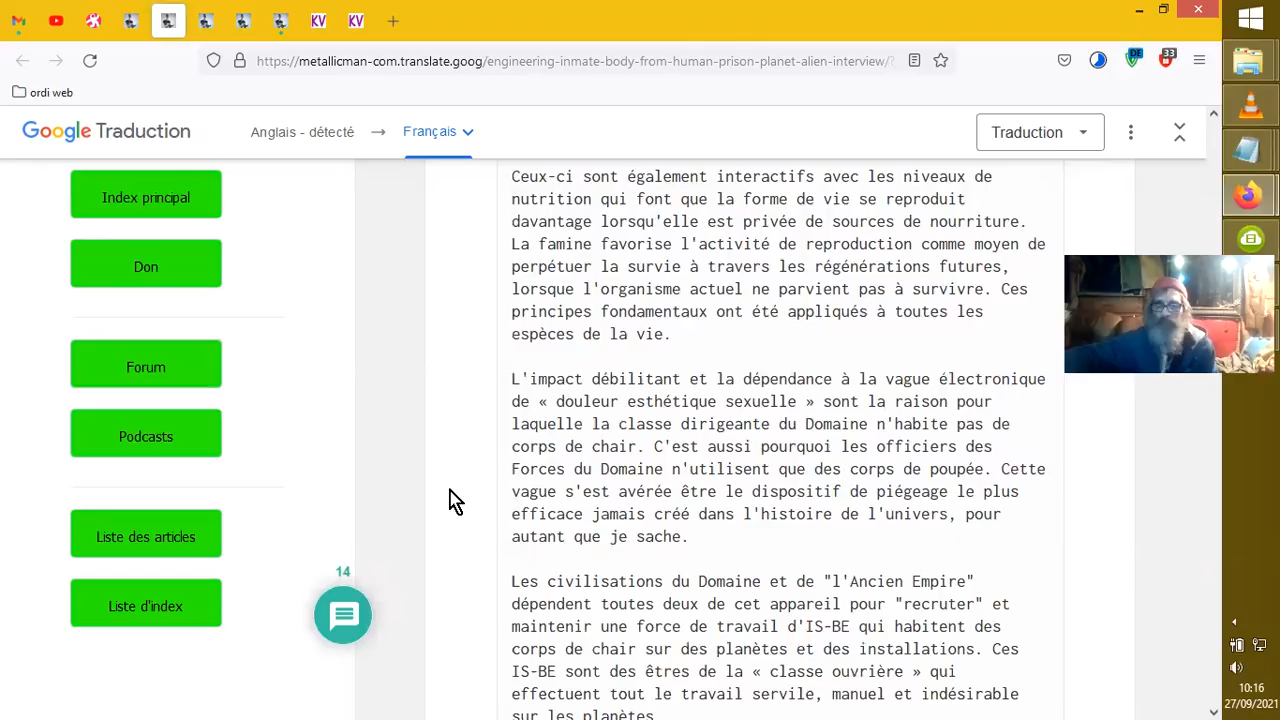 KV
KV
https://metallicman-com.translate.goog/engineering-inmate-body-from-human-prison-planet-alien-interview/?
DE
33
ordi web
Google Traduction
Anglais - détecté
Français
Traduction
Index principal
Don
Forum
Podcasts
Liste des articles
Liste d'index
14
Ceux-ci sont également interactifs avec les niveaux de
nutrition qui font que la forme de vie se reproduit
davantage lorsqu'elle est privée de sources de nourriture.
La famine favorise l'activité de reproduction comme moyen de
perpétuer la survie à travers les régénérations futures,
lorsque l'organisme actuel ne parvient pas à survivre. Ces
principes fondamentaux ont été appliqués à toutes les
espèces de la vie.
L'impact débilitant et la dépendance à la vague électronique
de « douleur esthétique sexuelle » sont la raison pour
laquelle la classe dirigeante du Domaine n'habite pas de
corps de chair. C'est aussi pourquoi les officiers des
Forces du Domaine n'utilisent que des corps de poupée. Cette
vague s'est avérée être le dispositif de piégeage le plus
efficace jamais créé dans l'histoire de l'univers, pour
autant que je sache.
Les civilisations du Domaine et de "l'Ancien Empire"
dépendent toutes deux de cet appareil pour "recruter" et
maintenir une force de travail d'IS-BE qui habitent des
corps de chair sur des planètes et des installations. Ces
IS-BE sont des êtres de la « classe ouvrière » qui
effectuent tout le travail servile, manuel et indésirable
sur les planètes.
10:16
27/09/2021